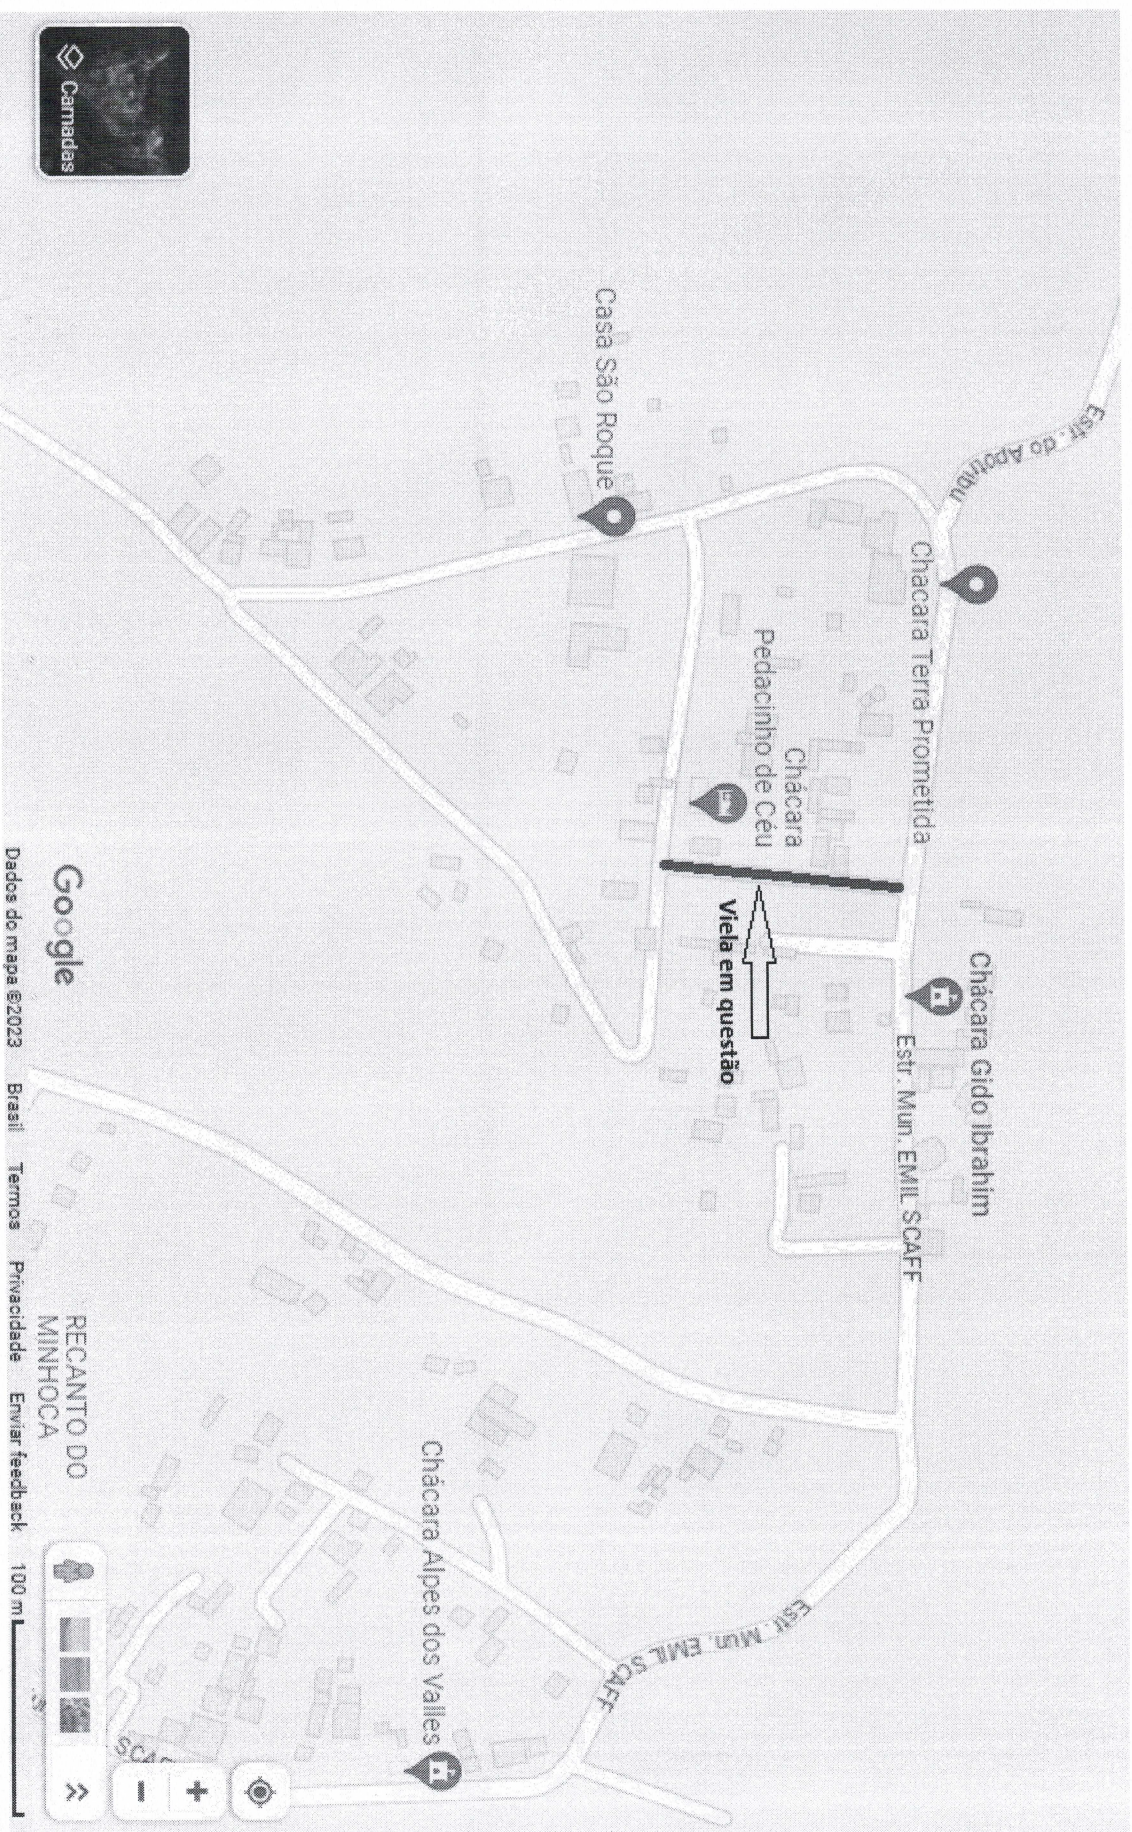 Estr. do Apotribu
Chacara Terra Prometida
Chácara Gido Ibrahim
Estr. Mun. EMIL SCAFF
Estr. Mun. EMIL SCAFF
Chácara
Pedacinho de Céu
Viela em questão
Casa São Roque
Chácara Alpes dos Valles
RECANTO DO
MINHOCA
Camadas
Google
Dados do mapa ©2023 Brasil Termos Privacidade Enviar feedback 100 m